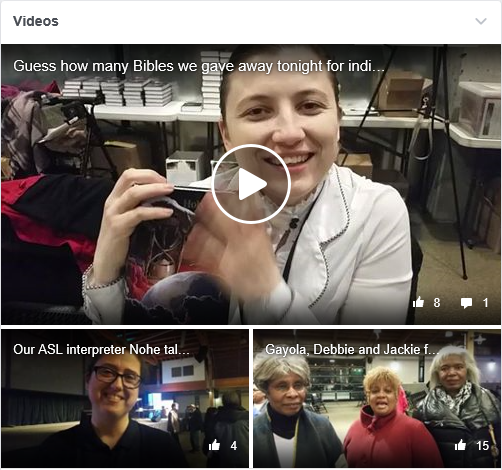 Videos
Guess how many Bibles we gave away tonight for indi...
Ho
8 1
Our ASL interpreter Nohe tal...
4
Gayola, Debbie and Jackie f...
15